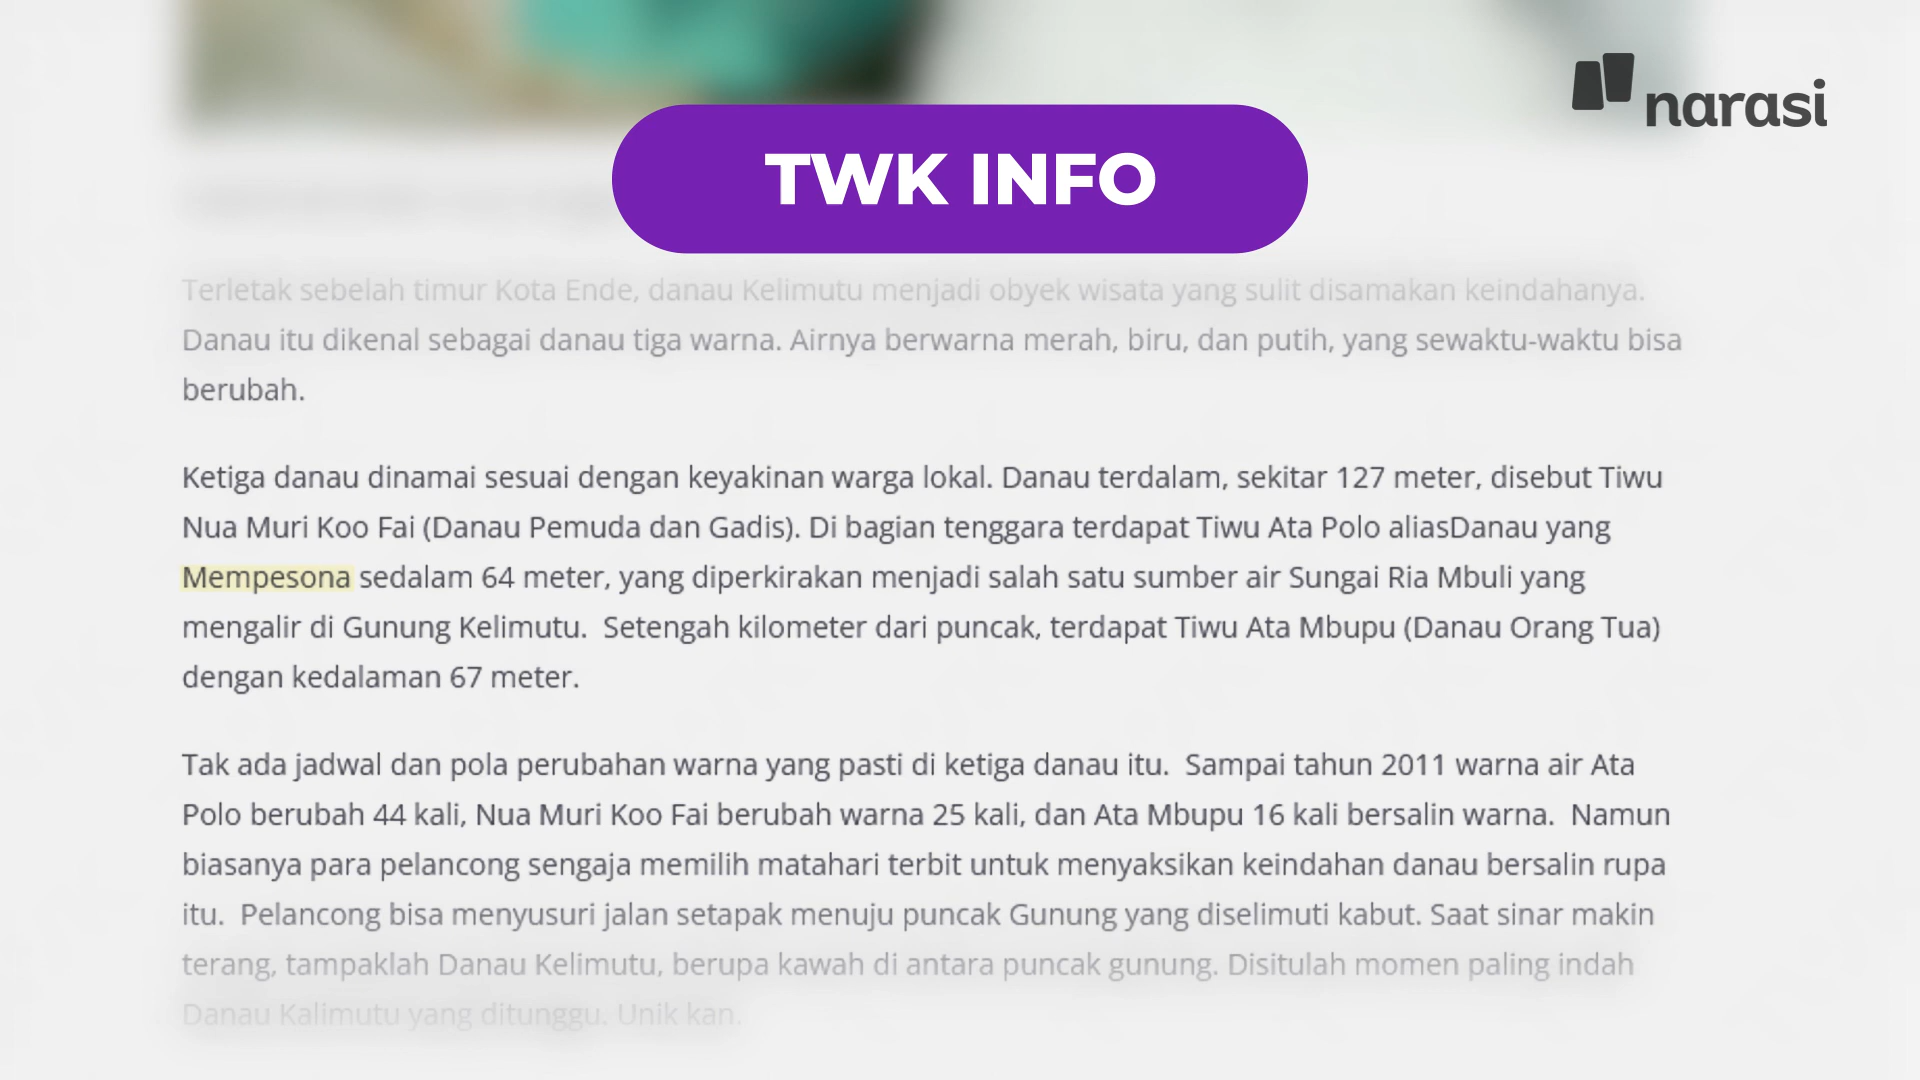 narasi
TWK INFO
Terletak sebelah timur Kota Ende, danau Kelimutu menjadi obyek wisata yang sulit disamakan keindahanya.
Danau itu dikenal sebagai danau tiga warna. Airnya berwarna merah, biru, dan putih, yang sewaktu-waktu bisa
berubah.
Ketiga danau dinamai sesuai dengan keyakinan warga lokal. Danau terdalam, sekitar 127 meter, disebut Tiwu
Nua Muri Koo Fai (Danau Pemuda dan Gadis). Di bagian tenggara terdapat Tiwu Ata Polo aliasDanau yang
Mempesona sedalam 64 meter, yang diperkirakan menjadi salah satu sumber air Sungai Ria Mbuli yang
mengalir di Gunung Kelimutu.  Setengah kilometer dari puncak, terdapat Tiwu Ata Mbupu (Danau Orang Tua)
dengan kedalaman 67 meter.
Tak ada jadwal dan pola perubahan warna yang pasti di ketiga danau itu.  Sampai tahun 2011 warna air Ata
Polo berubah 44 kali, Nua Muri Koo Fai berubah warna 25 kali, dan Ata Mbupu 16 kali bersalin warna.  Namun
biasanya para pelancong sengaja memilih matahari terbit untuk menyaksikan keindahan danau bersalin rupa
itu.  Pelancong bisa menyusuri jalan setapak menuju puncak Gunung yang diselimuti kabut. Saat sinar makin
terang, tampaklah Danau Kelimutu, berupa kawah di antara puncak gunung. Disitulah momen paling indah
Danau Kalimutu yang ditunggu. Unik kan.